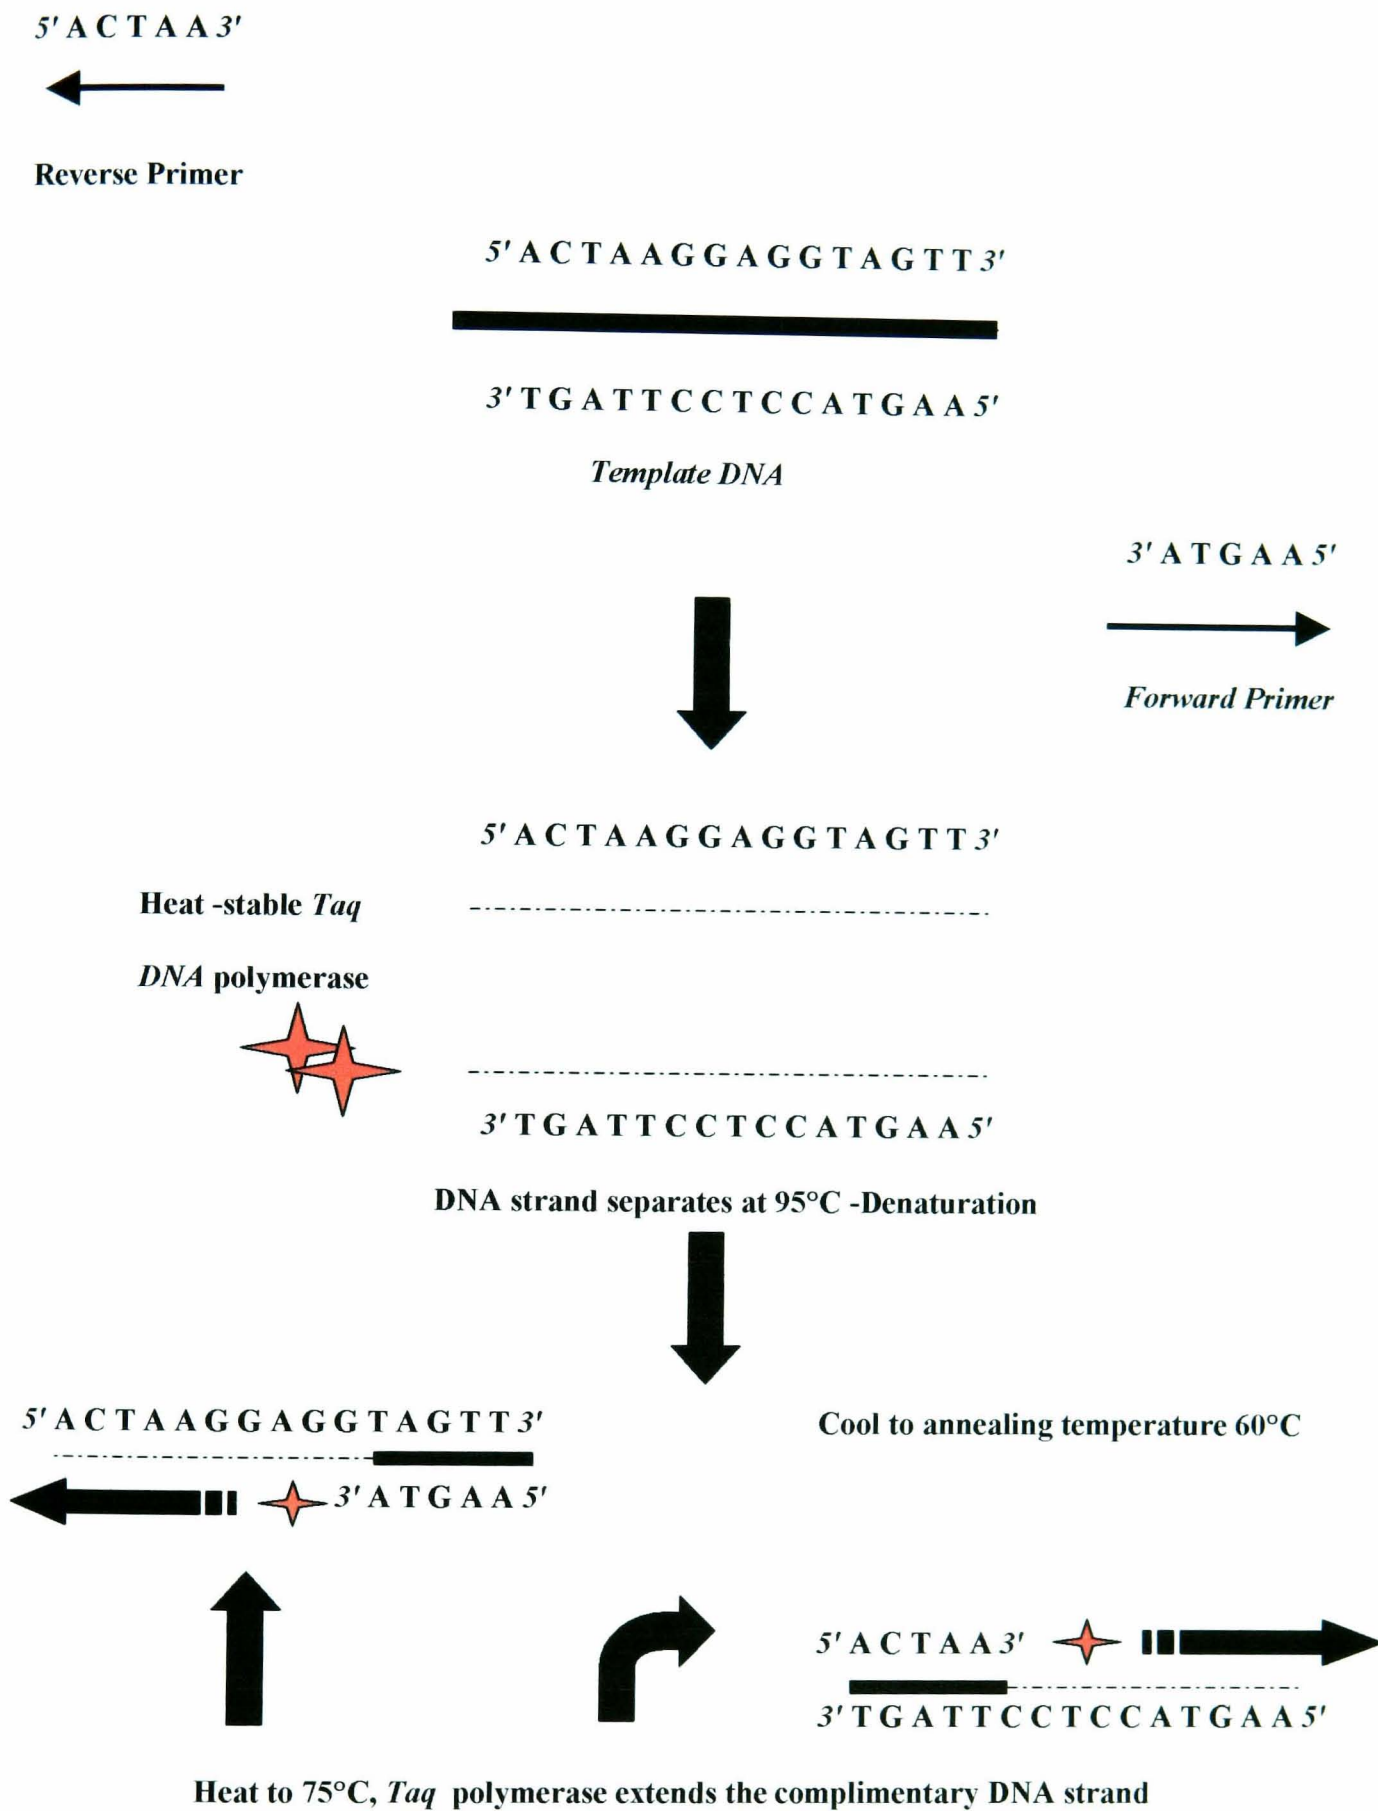 5' A C T A A 3'
Reverse Primer
5' A C T A A G G A G G T A G T T 3'
3' T G A T T C C T C C A T G A A 5'
Template DNA
3' A T G A A 5'
Forward Primer
5' A C T A A G G A G G T A G T T 3'
Heat -stable Taq
DNA polymerase
3' T G A T T C C T C C A T G A A 5'
DNA strand separates at 95°C -Denaturation
5' A C T A A G G A G G T A G T T 3'
Cool to annealing temperature 60°C
3' A T G A A 5'
5' A C T A A 3'
3' T G A T T C C T C C A T G A A 5'
Heat to 75°C, Taq polymerase extends the complimentary DNA strand